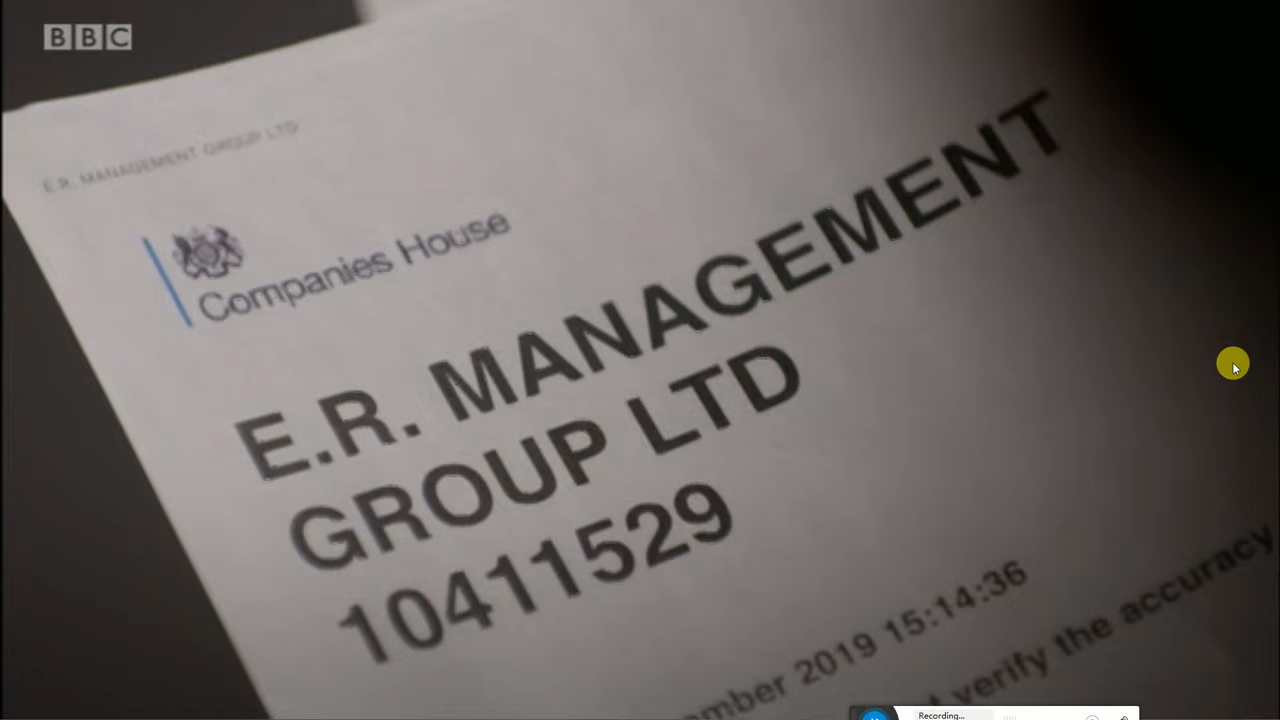 BBC
E.R. MANAGEMENT GROUP LTD
Companies House
E.R. MANAGEMENT
GROUP LTD
10411529
mber 2019 15:14:36
verify the accuracy
Recording...